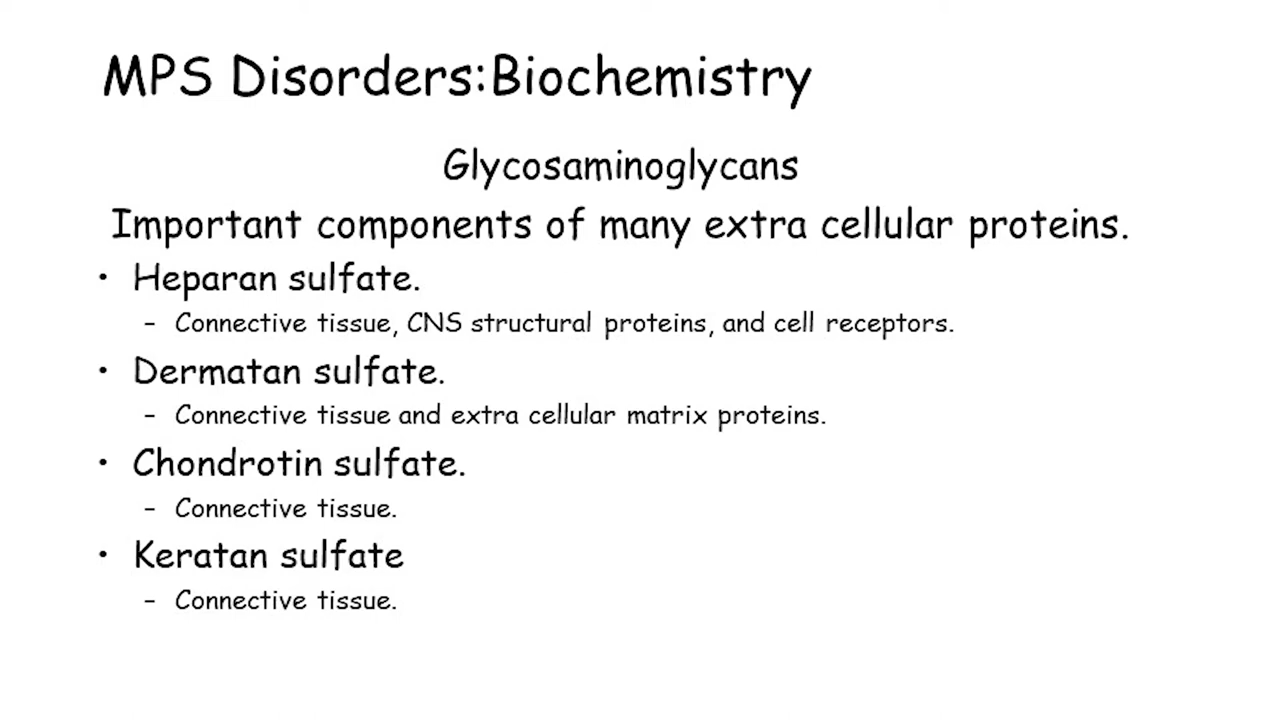 MPS Disorders:Biochemistry
Glycosaminoglycans
Important components of many extra cellular proteins.
• Heparan sulfate.
– Connective tissue, CNS structural proteins, and cell receptors.
• Dermatan sulfate.
– Connective tissue and extra cellular matrix proteins.
• Chondrotin sulfate.
– Connective tissue.
• Keratan sulfate
– Connective tissue.